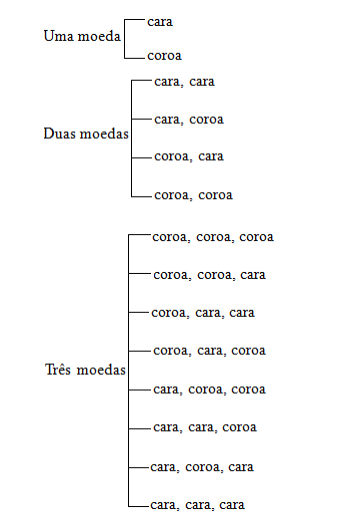 cara
Uma moeda
coroa
cara, cara
cara, coroa
Duas moedas
coroa, cara
coroa, coroa
coroa, coroa, coroa
coroa, coroa, cara
coroa, cara, cara
coroa, cara, coroa
Três moedas
cara, coroa, coroa
cara, cara, coroa
cara, coroa, cara
cara, cara, cara